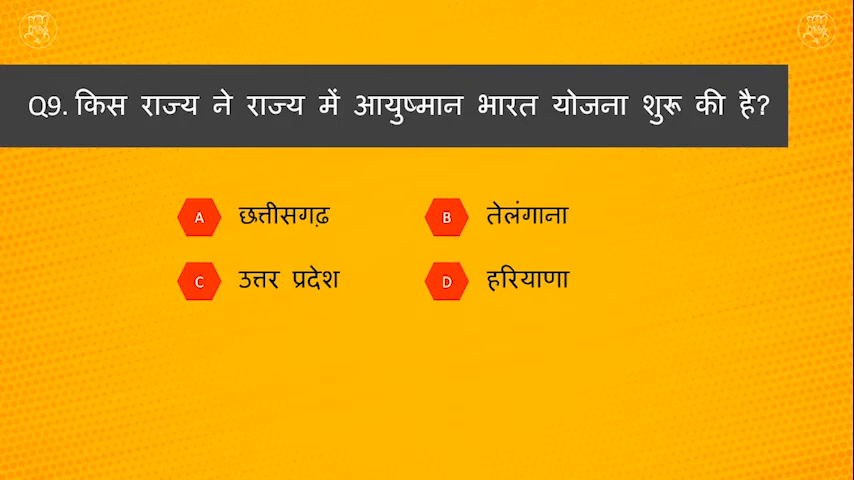 Q9. किस राज्य ने राज्य में आयुष्मान भारत योजना शुरू की है?
A छत्तीसगढ़
B तेलंगाना
C उत्तर प्रदेश
D हरियाणा